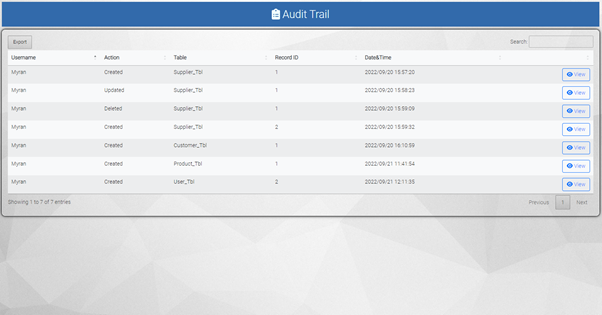 Audit Trail
Export Search:
Username Action Table Record ID Date&Time
Myran Created Supplier_Tbl 1 2022/09/20 15:57:20 View
Myran Updated Supplier_Tbl 1 2022/09/20 15:58:23 View
Myran Deleted Supplier_Tbl 1 2022/09/20 15:59:09 View
Myran Created Supplier_Tbl 2 2022/09/20 15:59:32 View
Myran Created Customer_Tbl 1 2022/09/20 16:10:59 View
Myran Created Product_Tbl 1 2022/09/21 11:41:54 View
Myran Created User_Tbl 2 2022/09/21 12:11:35 View
Showing 1 to 7 of 7 entries Previous 1 Next